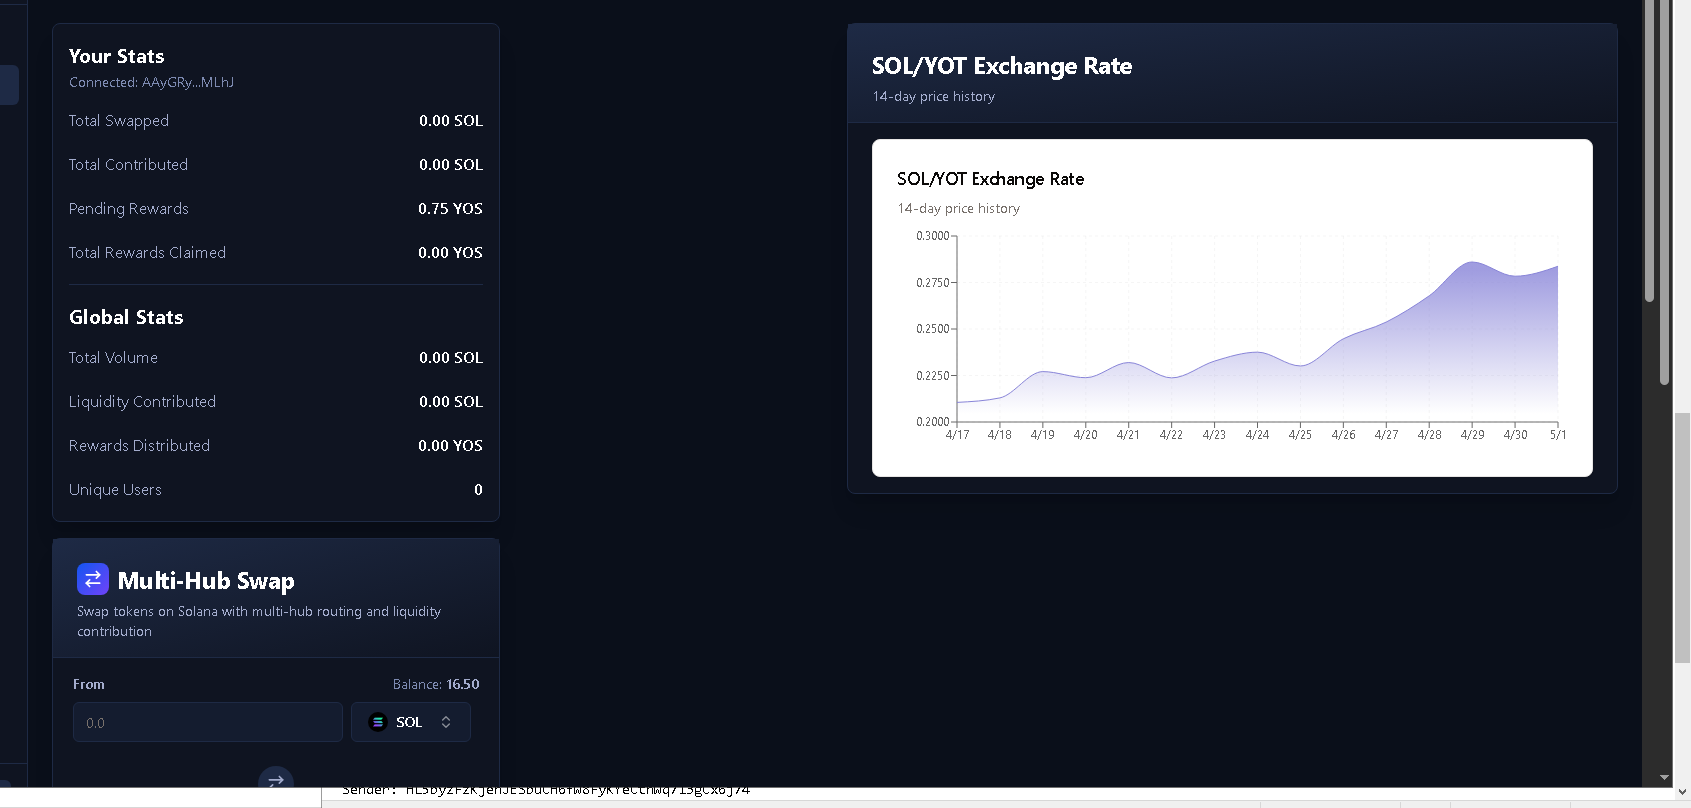 Your Stats
Connected: AAyGRy...MLhJ
Total Swapped 0.00 SOL
Total Contributed 0.00 SOL
Pending Rewards 0.75 YOS
Total Rewards Claimed 0.00 YOS
Global Stats
Total Volume 0.00 SOL
Liquidity Contributed 0.00 SOL
Rewards Distributed 0.00 YOS
Unique Users 0
Multi-Hub Swap
Swap tokens on Solana with multi-hub routing and liquidity
contribution
From Balance: 16.50
0.0 SOL
SOL/YOT Exchange Rate
14-day price history
SOL/YOT Exchange Rate
14-day price history
0.3000
0.2750
0.2500
0.2250
0.2000
4/17 4/18 4/19 4/20 4/21 4/22 4/23 4/24 4/25 4/26 4/27 4/28 4/29 4/30 5/1
Sender: